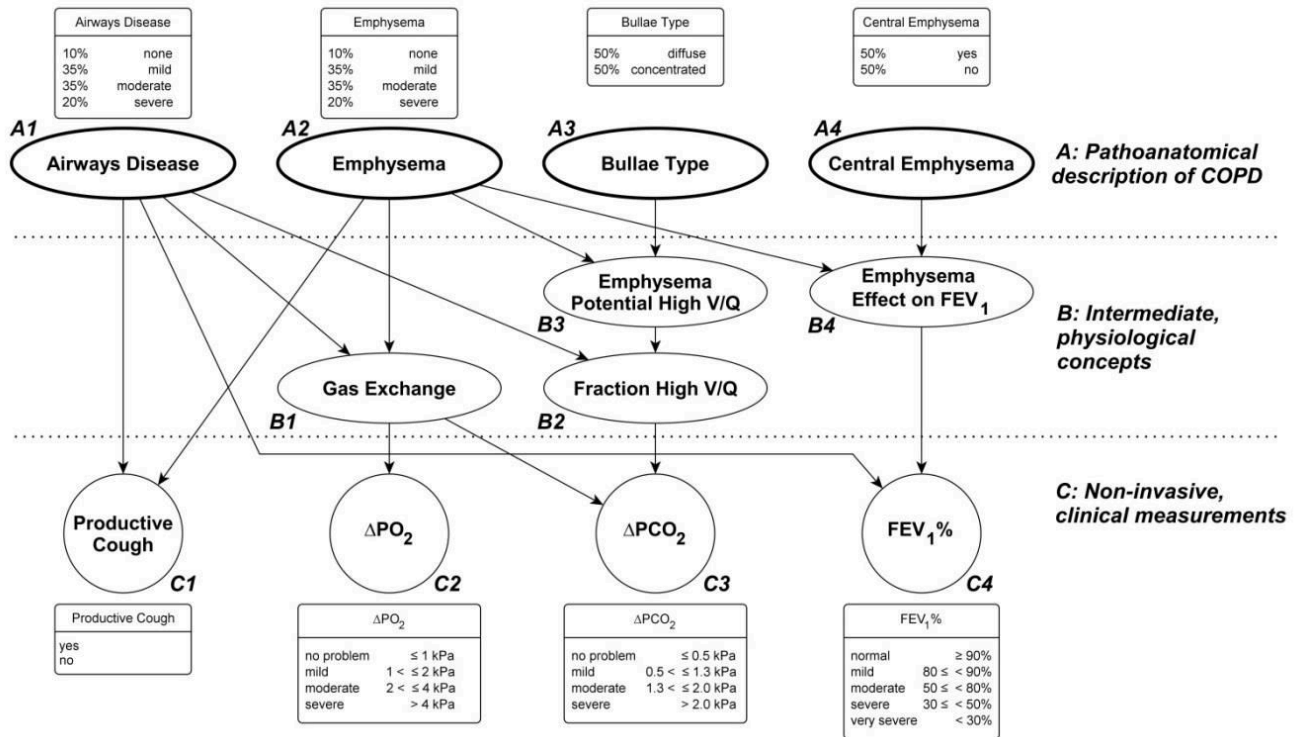 Airways Disease
10% none
35% mild
35% moderate
20% severe
Emphysema
10% none
35% mild
35% moderate
20% severe
Bullae Type
50% diffuse
50% concentrated
Central Emphysema
50% yes
50% no
A1
Airways Disease
A2
Emphysema
A3
Bullae Type
A4
Central Emphysema
A: Pathoanatomical
description of COPD
Emphysema
Potential High V/Q
B3
Emphysema
Effect on FEV₁
B4
B: Intermediate,
physiological
concepts
Gas Exchange
B1
Fraction High V/Q
B2
Productive
Cough
C1
ΔPO₂
C2
ΔPCO₂
C3
FEV₁%
C4
C: Non-invasive,
clinical measurements
Productive Cough
yes
no
ΔPO₂
no problem ≤ 1 kPa
mild 1 < ≤ 2 kPa
moderate 2 < ≤ 4 kPa
severe > 4 kPa
ΔPCO₂
no problem ≤ 0.5 kPa
mild 0.5 < ≤ 1.3 kPa
moderate 1.3 < ≤ 2.0 kPa
severe > 2.0 kPa
FEV₁%
normal ≥ 90%
mild 80 ≤ < 90%
moderate 50 ≤ < 80%
severe 30 ≤ < 50%
very severe < 30%